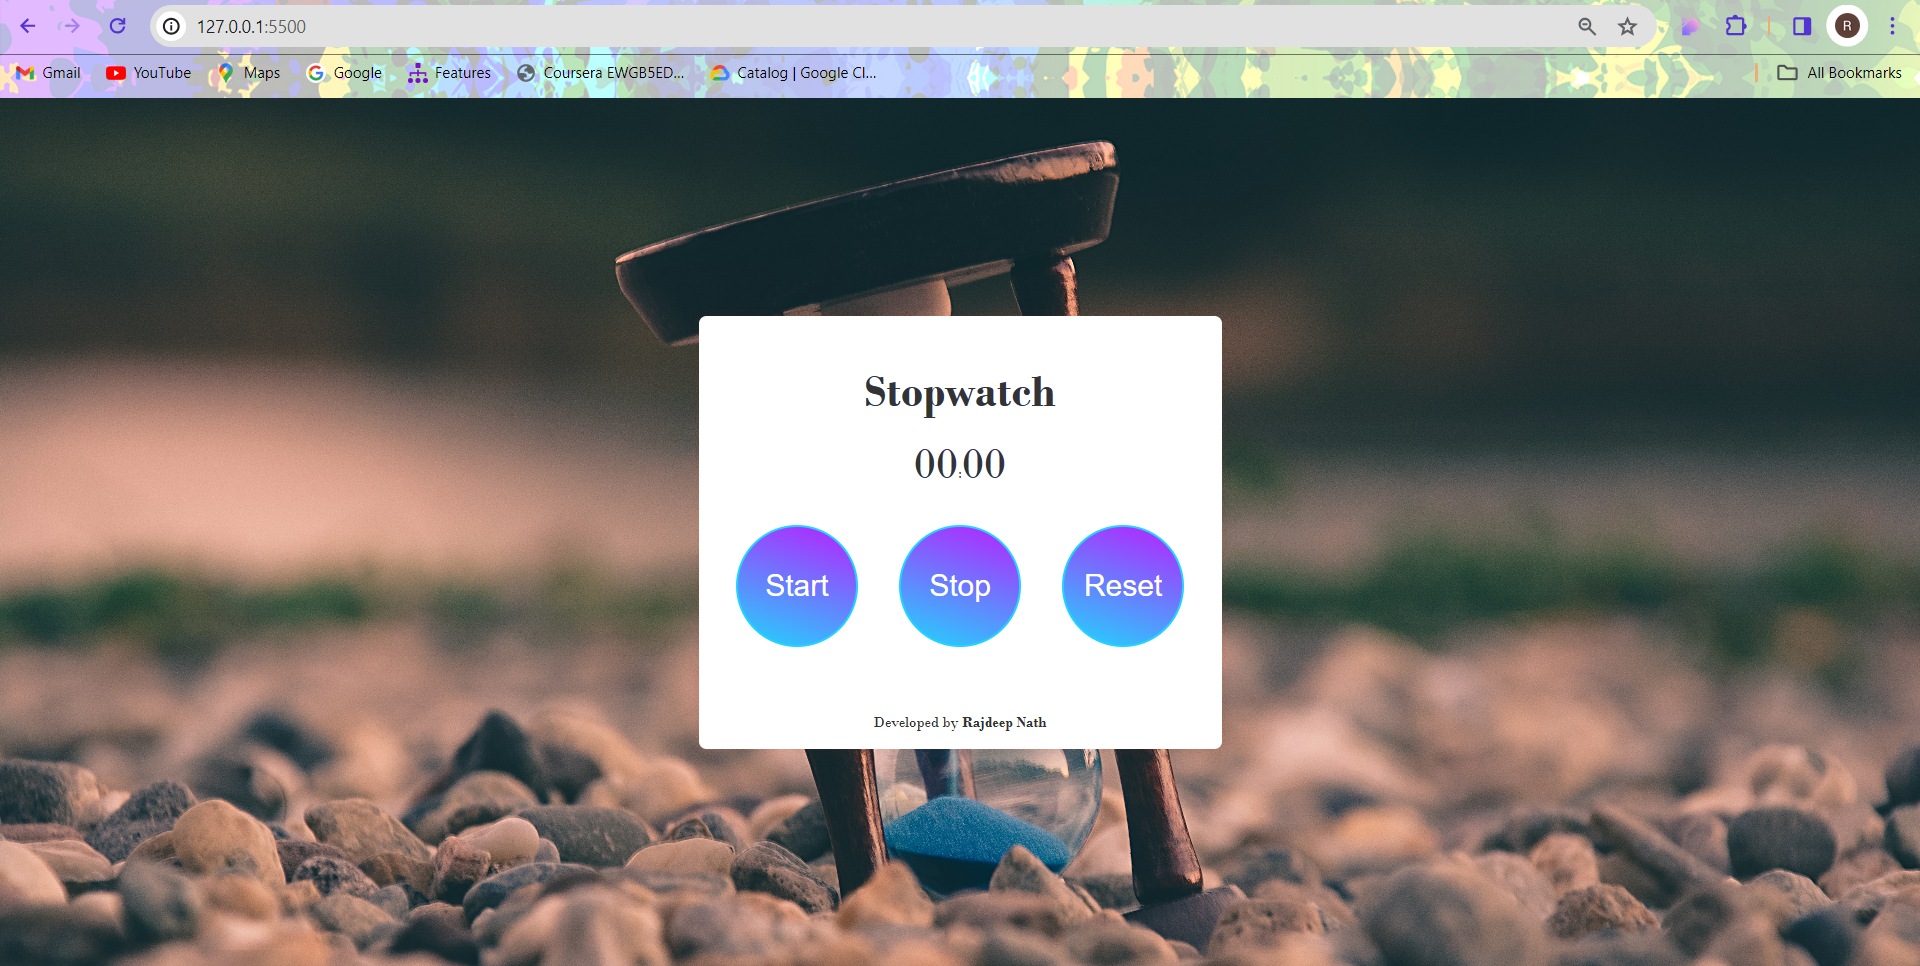 127.0.0.1:5500
R
Gmail YouTube Maps Google Features Coursera EWGB5ED... Catalog | Google Cl... All Bookmarks
Stopwatch
00:00
Start Stop Reset
Developed by Rajdeep Nath